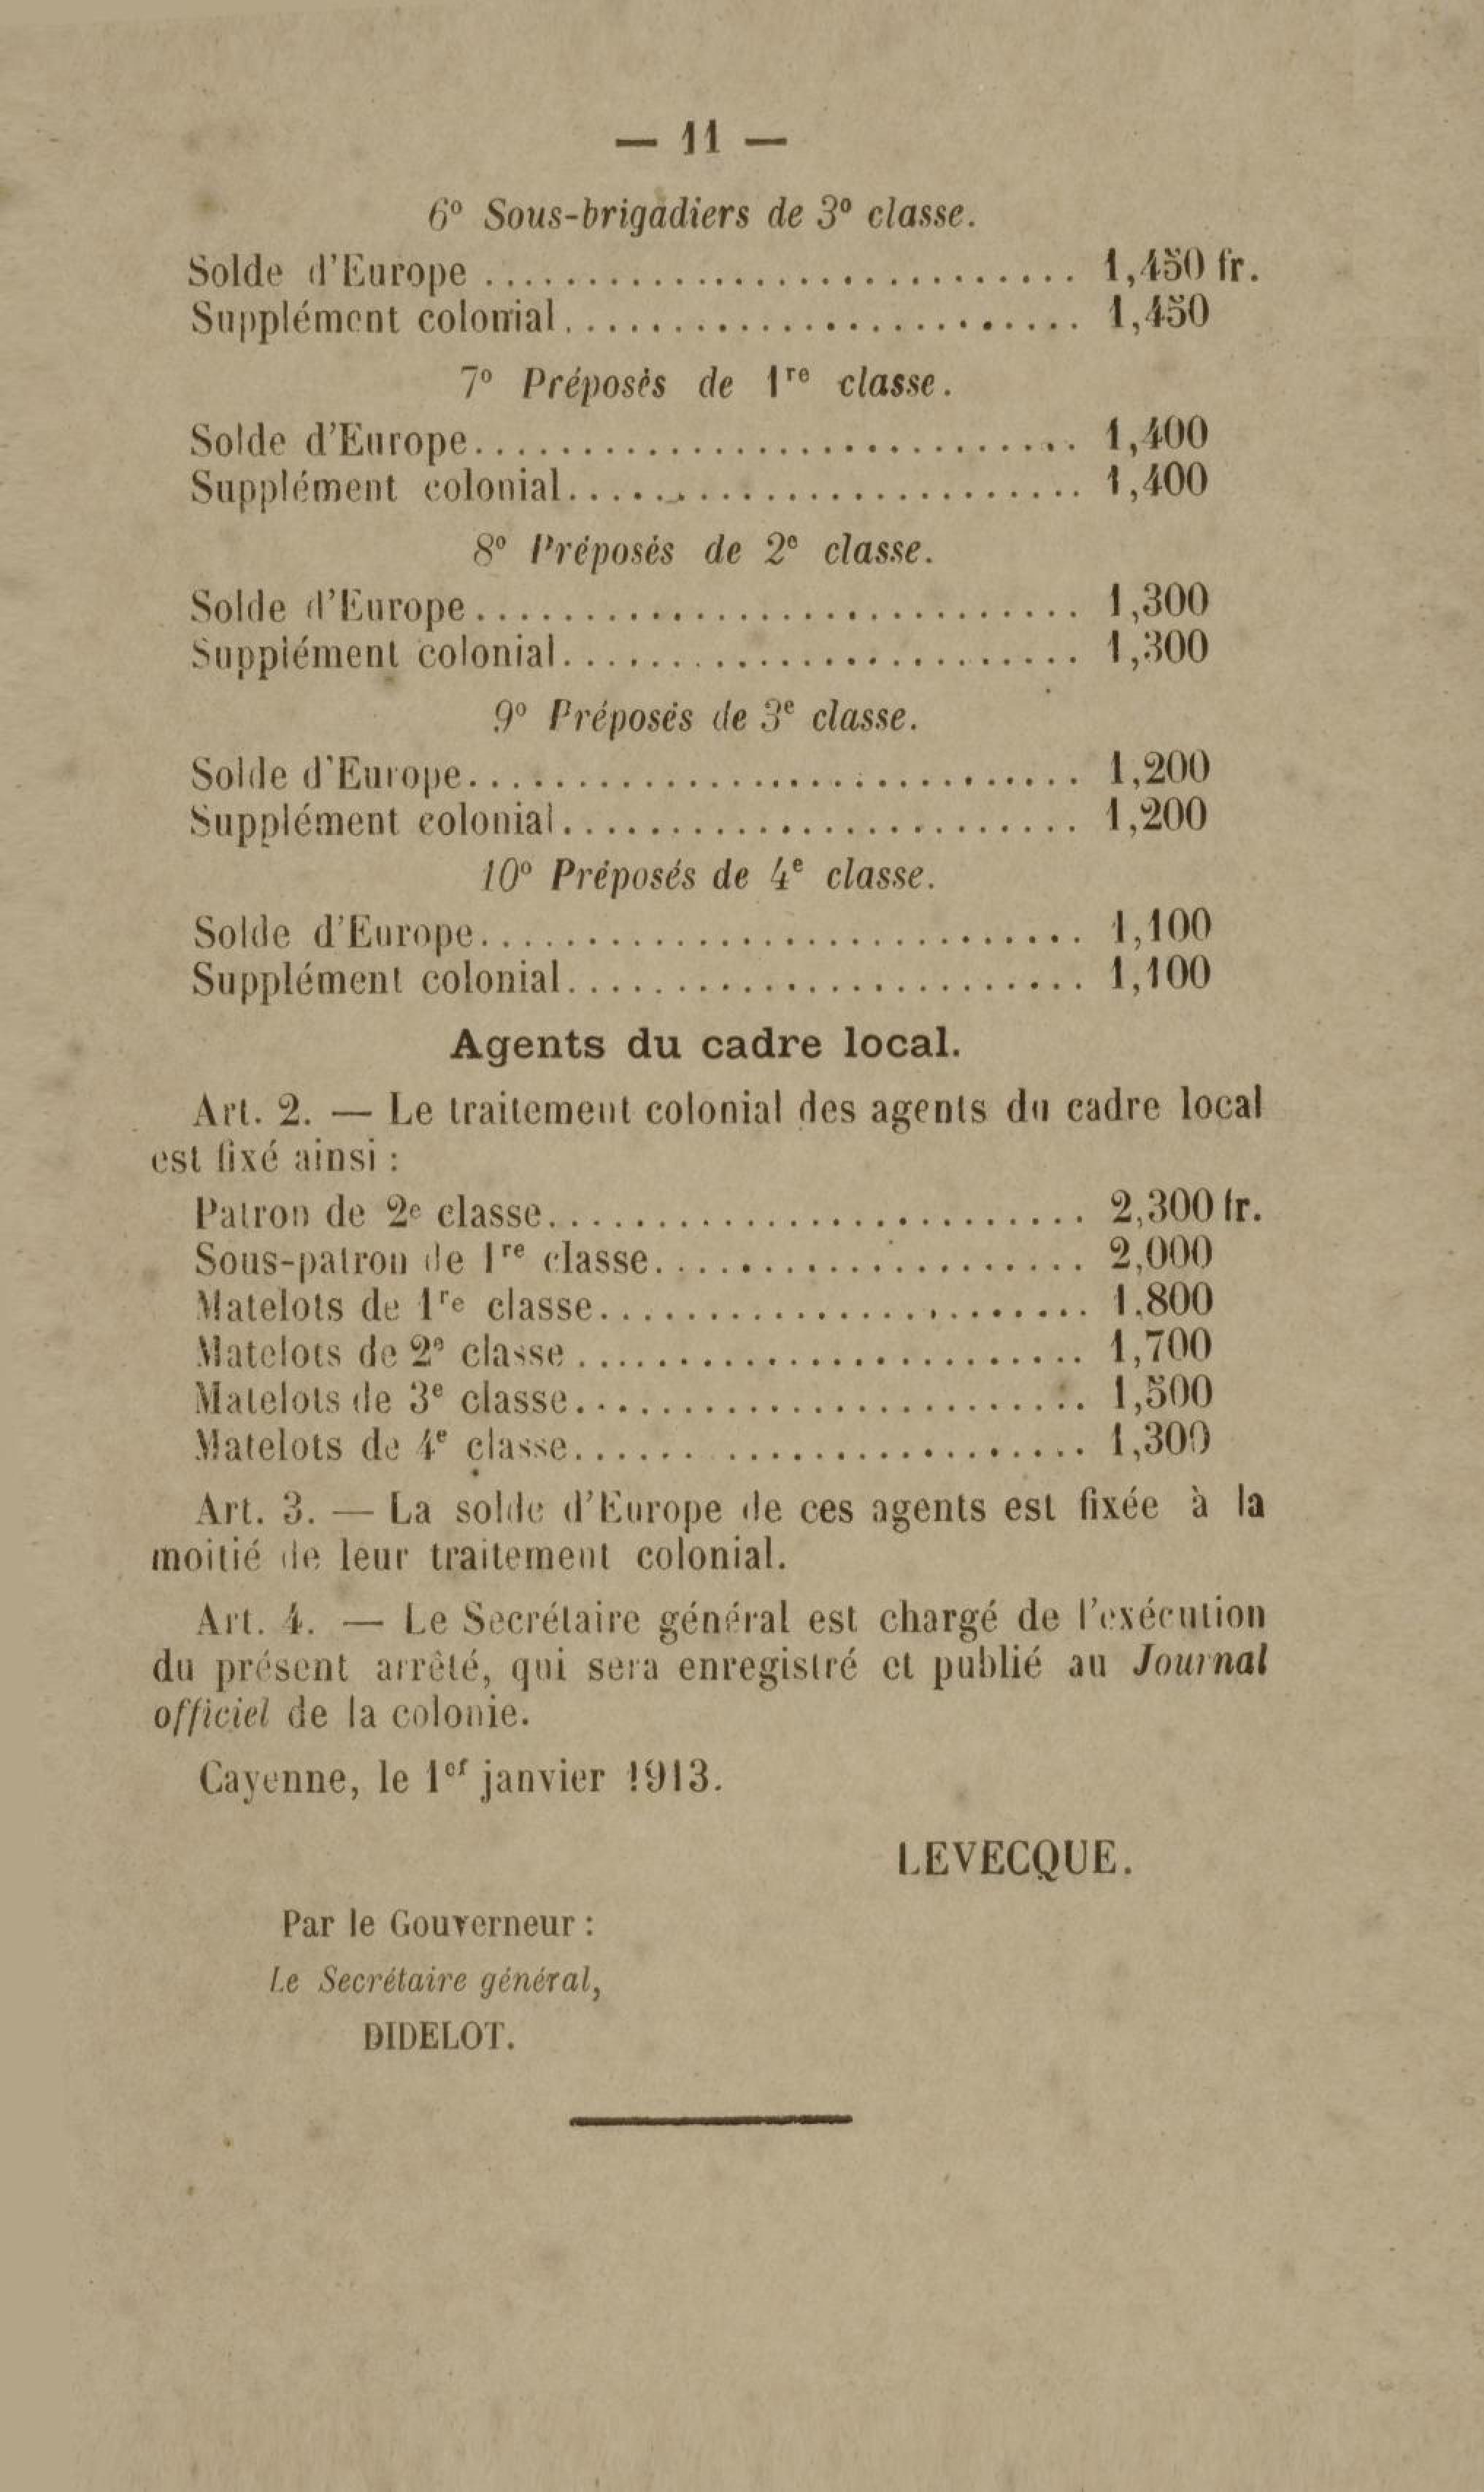 — 11 —
6º Sous-brigadiers de 3º classe.
Solde d'Europe ............................ 1,450 fr.
Supplément colonial........................ 1,450
7º Préposés de 1re classe.
Solde d'Europe............................ 1,400
Supplément colonial........................ 1,400
8º Préposés de 2e classe.
Solde d'Europe............................ 1,300
Supplément colonial........................ 1,300
9º Préposés de 3e classe.
Solde d'Europe............................ 1,200
Supplément colonial........................ 1,200
10º Préposés de 4e classe.
Solde d'Europe............................ 1,100
Supplément colonial........................ 1,100
Agents du cadre local.
Art. 2. — Le traitement colonial des agents du cadre local
est fixé ainsi :
Patron de 2e classe......................... 2,300 fr.
Sous-patron de 1re classe.................... 2,000
Matelots de 1re classe....................... 1.800
Matelots de 2e classe ........................ 1,700
Matelots de 3e classe........................ 1,500
Matelots de 4e classe........................ 1,300
Art. 3. — La solde d'Europe de ces agents est fixée à la
moitié de leur traitement colonial.
Art. 4. — Le Secrétaire général est chargé de l'exécution
du présent arrêté, qui sera enregistré et publié au Journal
officiel de la colonie.
Cayenne, le 1er janvier 1913.
LEVECQUE.
Par le Gouverneur :
Le Secrétaire général,
DIDELOT.